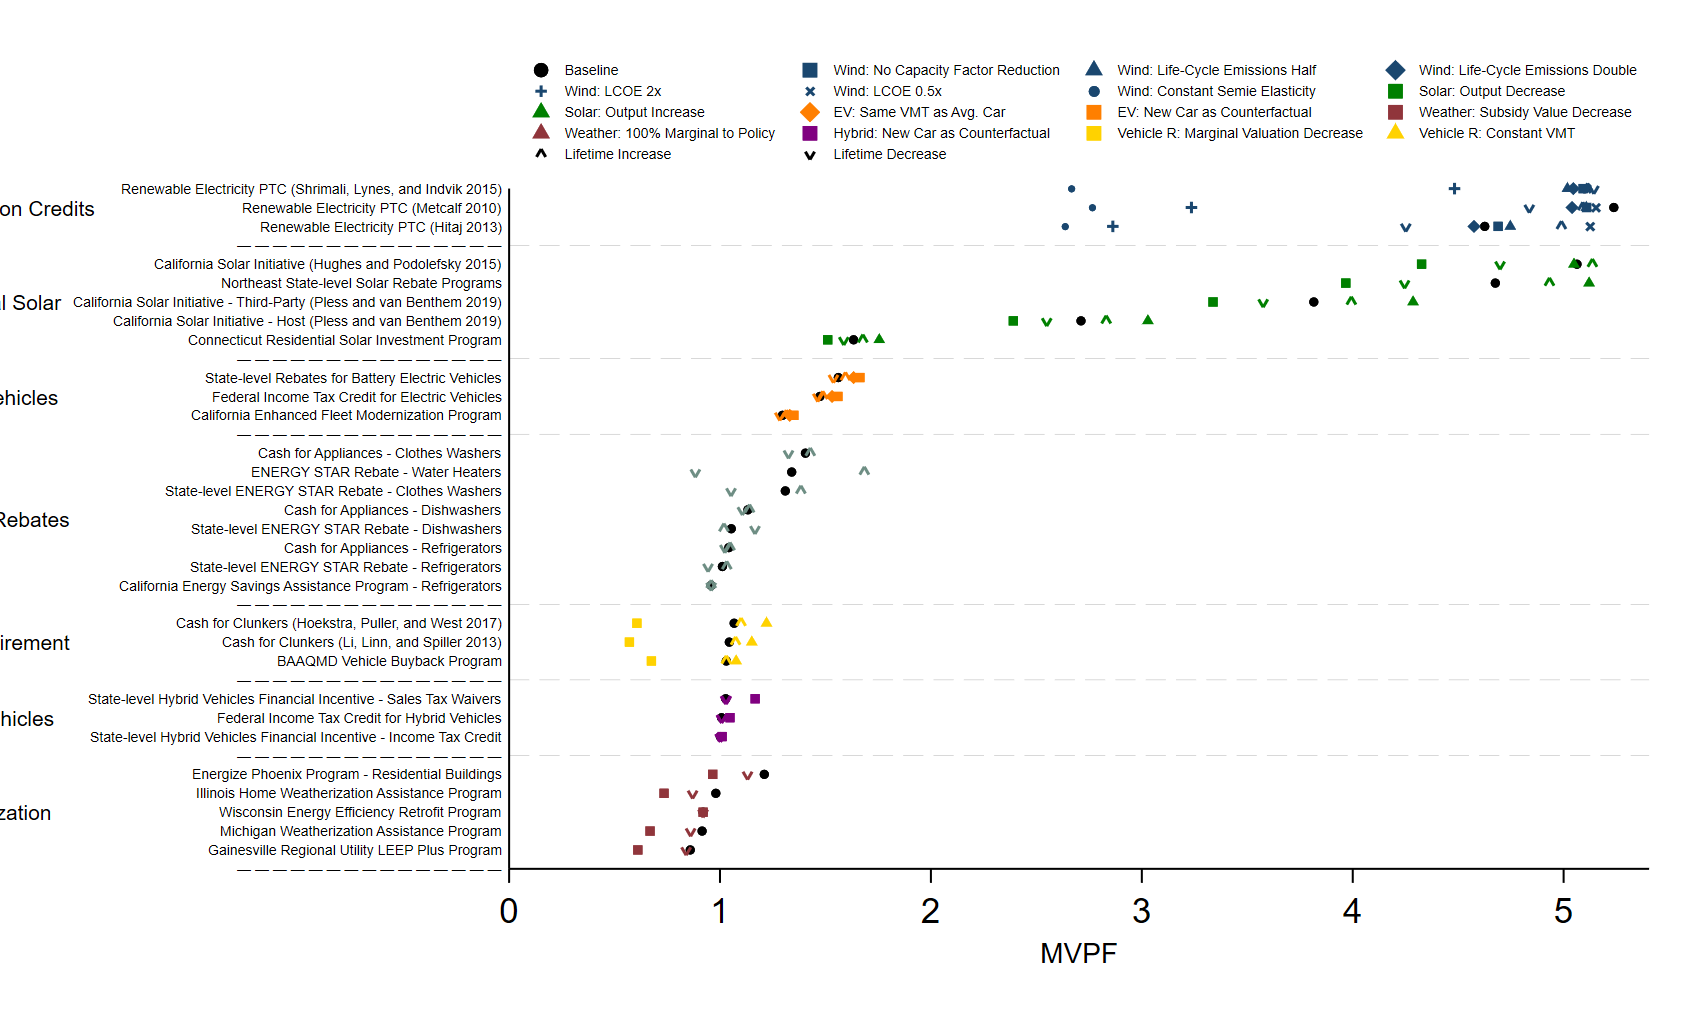 Baseline
Wind: No Capacity Factor Reduction
Wind: Life-Cycle Emissions Half
Wind: Life-Cycle Emissions Double
Wind: LCOE 2x
Wind: LCOE 0.5x
Wind: Constant Semie Elasticity
Solar: Output Decrease
Solar: Output Increase
EV: Same VMT as Avg. Car
EV: New Car as Counterfactual
Weather: Subsidy Value Decrease
Weather: 100% Marginal to Policy
Hybrid: New Car as Counterfactual
Vehicle R: Marginal Valuation Decrease
Vehicle R: Constant VMT
Lifetime Increase
Lifetime Decrease
on Credits
Renewable Electricity PTC (Shrimali, Lynes, and Indvik 2015)
Renewable Electricity PTC (Metcalf 2010)
Renewable Electricity PTC (Hitaj 2013)
al Solar
California Solar Initiative (Hughes and Podolefsky 2015)
Northeast State-level Solar Rebate Programs
California Solar Initiative - Third-Party (Pless and van Benthem 2019)
California Solar Initiative - Host (Pless and van Benthem 2019)
Connecticut Residential Solar Investment Program
ehicles
State-level Rebates for Battery Electric Vehicles
Federal Income Tax Credit for Electric Vehicles
California Enhanced Fleet Modernization Program
Rebates
Cash for Appliances - Clothes Washers
ENERGY STAR Rebate - Water Heaters
State-level ENERGY STAR Rebate - Clothes Washers
Cash for Appliances - Dishwashers
State-level ENERGY STAR Rebate - Dishwashers
Cash for Appliances - Refrigerators
State-level ENERGY STAR Rebate - Refrigerators
California Energy Savings Assistance Program - Refrigerators
irement
Cash for Clunkers (Hoekstra, Puller, and West 2017)
Cash for Clunkers (Li, Linn, and Spiller 2013)
BAAQMD Vehicle Buyback Program
hicles
State-level Hybrid Vehicles Financial Incentive - Sales Tax Waivers
Federal Income Tax Credit for Hybrid Vehicles
State-level Hybrid Vehicles Financial Incentive - Income Tax Credit
zation
Energize Phoenix Program - Residential Buildings
Illinois Home Weatherization Assistance Program
Wisconsin Energy Efficiency Retrofit Program
Michigan Weatherization Assistance Program
Gainesville Regional Utility LEEP Plus Program
0 1 2 3 4 5
MVPF